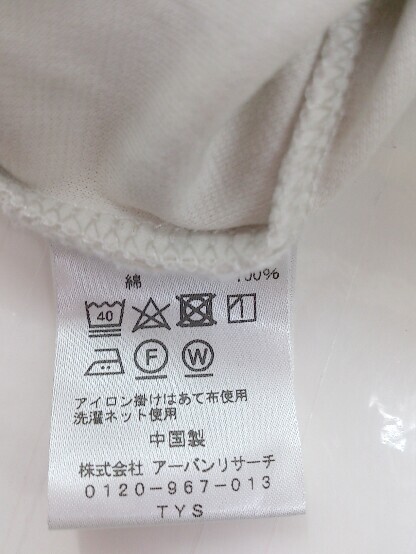 綿 100%
40
F W
アイロン掛けはあて布使用
洗濯ネット使用
中国製
株式会社 アーバンリサーチ
0120-967-013
TYS